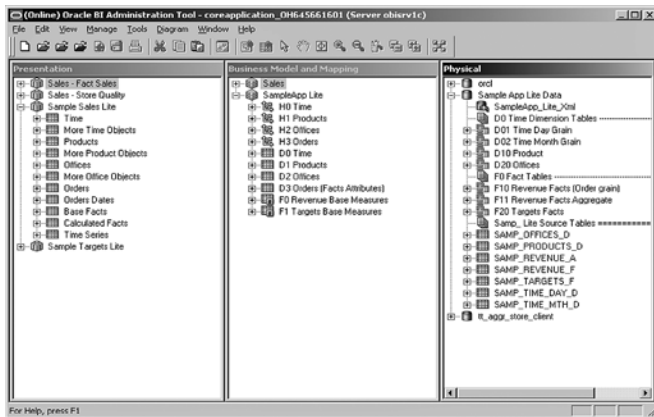 (Online) Oracle BI Administration Tool - coreapplication_OH645661601 (Server obisrv1c)
File Edit View Manage Tools Diagram Window Help
Presentation
Sales - Fact Sales
Sales - Store Quality
Sample Sales Lite
Time
More Time Objects
Products
More Product Objects
Offices
More Office Objects
Orders
Orders Dates
Base Facts
Calculated Facts
Time Series
Sample Targets Lite
Business Model and Mapping
Sales
SampleApp Lite
H0 Time
H1 Products
H2 Offices
H3 Orders
D0 Time
D1 Products
D2 Offices
D3 Orders (Facts Attributes)
F0 Revenue Base Measures
F1 Targets Base Measures
Physical
orcl
Sample App Lite Data
SampleApp_Lite_Xml
D0 Time Dimension Tables
D01 Time Day Grain
D02 Time Month Grain
D10 Product
D20 Offices
F0 Fact Tables
F10 Revenue Facts (Order grain)
F11 Revenue Facts Aggregate
F20 Targets Facts
Samp_ Lite Source Tables
SAMP_OFFICES_D
SAMP_PRODUCTS_D
SAMP_REVENUE_A
SAMP_REVENUE_F
SAMP_TARGETS_F
SAMP_TIME_DAY_D
SAMP_TIME_MTH_D
tt_aggr_store_client
For Help, press F1